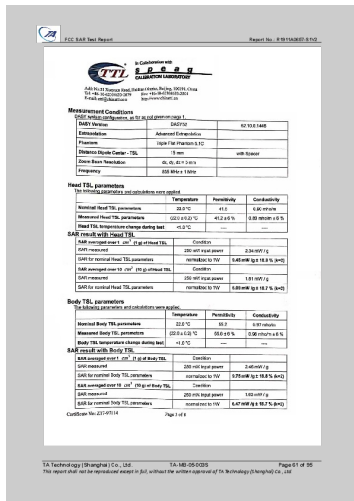 FCC SAR Test Report Report No.: R1911A0687-S1V2
In Collaboration with
TTL s p e a g
CALIBRATION LABORATORY
Add: No.51 Xueyuan Road, Haidian District, Beijing, 100191, China
Tel: +86-10-62304633-2079 Fax: +86-10-62304633-2504
E-mail: cttl@chinattl.com http://www.chinattl.cn
Measurement Conditions
DASY system configuration, as far as not given on page 1.
DASY Version DASY52 52.10.0.1446
Extrapolation Advanced Extrapolation
Phantom Triple Flat Phantom 5.1C
Distance Dipole Center - TSL 15 mm with Spacer
Zoom Scan Resolution dx, dy, dz = 5 mm
Frequency 835 MHz ± 1 MHz
Head TSL parameters
The following parameters and calculations were applied.
Temperature Permittivity Conductivity
Nominal Head TSL parameters 22.0 °C 41.5 0.90 mho/m
Measured Head TSL parameters (22.0 ± 0.2) °C 41.2 ± 6 % 0.88 mho/m ± 6 %
Head TSL temperature change during test <1.0 °C ---- ----
SAR result with Head TSL
SAR averaged over 1 cm³ (1 g) of Head TSL Condition
SAR measured 250 mW input power 2.34 mW / g
SAR for nominal Head TSL parameters normalized to 1W 9.45 mW /g ± 18.8 % (k=2)
SAR averaged over 10 cm³ (10 g) of Head TSL Condition
SAR measured 250 mW input power 1.51 mW / g
SAR for nominal Head TSL parameters normalized to 1W mW /g ± 18.7 % (k=2)
Body TSL parameters
The following parameters and calculations were applied.
Temperature Permittivity Conductivity
Nominal Body TSL parameters 22.0 °C 55.2 0.97 mho/m
Measured Body TSL parameters (22.0 ± 0.2) °C ± 6 % mho/m ± 6 %
Body TSL temperature change during test <1.0 °C ---- ----
SAR result with Body TSL
SAR averaged over 1 cm³ (1 g) of Body TSL Condition
SAR measured 250 mW input power 2.46 mW / g
SAR for nominal Body TSL parameters normalized to 1W 9.75 mW /g ± 18.8 % (k=2)
SAR averaged over 10 cm³ (10 g) of Body TSL Condition
SAR measured 250 mW input power mW / g
SAR for nominal Body TSL parameters normalized to 1W 6.47 mW /g ± 18.7 % (k=2)
Certificate No: Z17-97114 Page 3 of 8
TA Technology (Shanghai) Co., Ltd. TA-MB-05-003S Page 61 of 95
This report shall not be reproduced except in full, without the written approval of TA Technology (Shanghai) Co., Ltd.